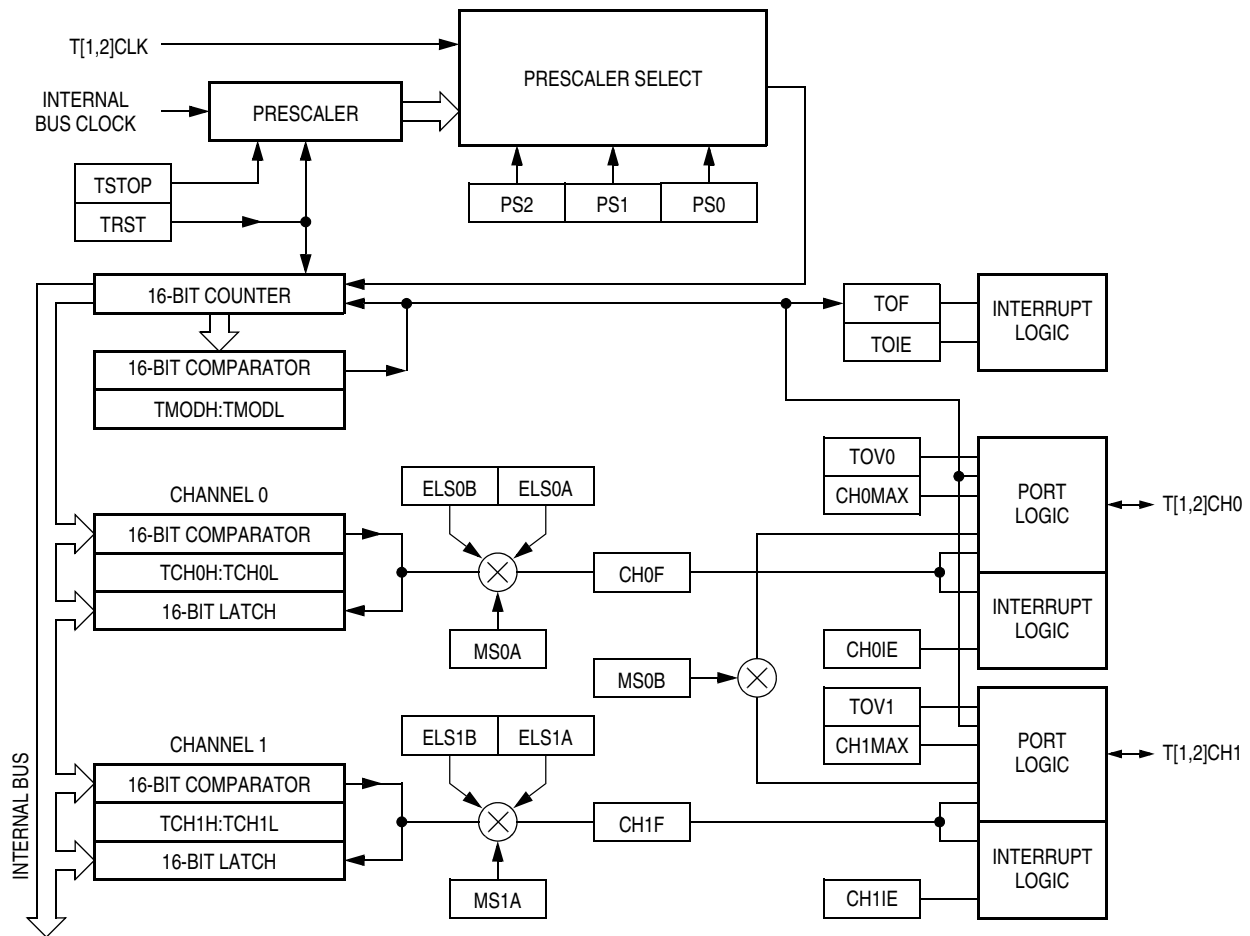 T[1,2]CLK
PRESCALER SELECT
INTERNAL
BUS CLOCK
PRESCALER
TSTOP
TRST
PS2
PS1
PS0
16-BIT COUNTER
TOF
TOIE
INTERRUPT
LOGIC
16-BIT COMPARATOR
TMODH:TMODL
CHANNEL 0
ELS0B
ELS0A
TOV0
CH0MAX
PORT
LOGIC
T[1,2]CH0
16-BIT COMPARATOR
TCH0H:TCH0L
16-BIT LATCH
CH0F
INTERRUPT
LOGIC
MS0A
CH0IE
MS0B
TOV1
CH1MAX
PORT
LOGIC
T[1,2]CH1
CHANNEL 1
ELS1B
ELS1A
16-BIT COMPARATOR
TCH1H:TCH1L
16-BIT LATCH
CH1F
INTERRUPT
LOGIC
MS1A
CH1IE
INTERNAL BUS